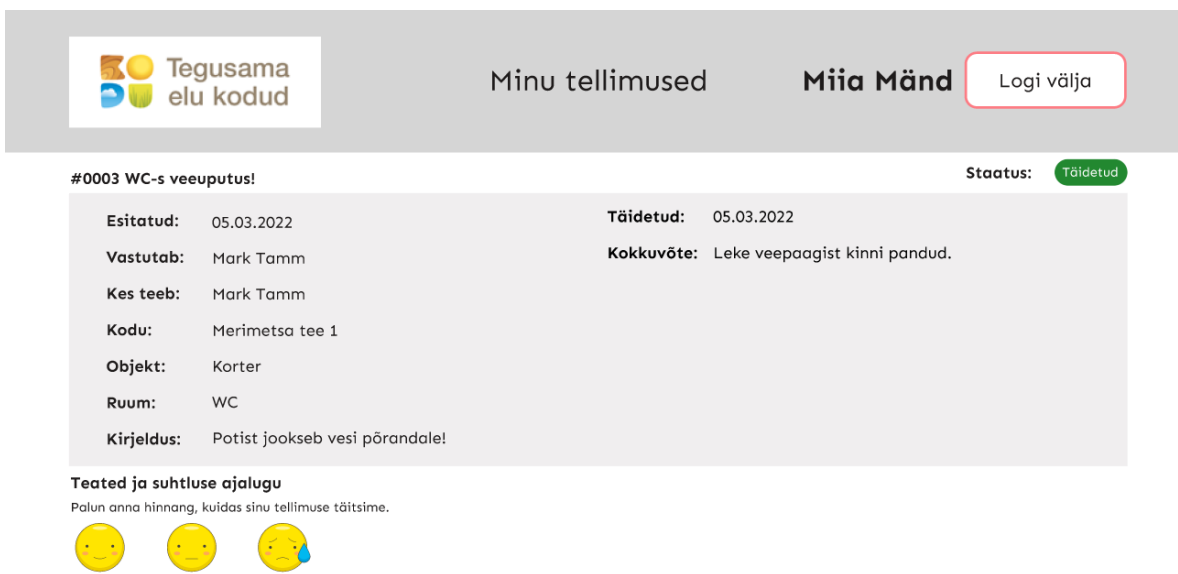 Tegusama
elu kodud
Minu tellimused
Miia Mänd
Logi välja
#0003 WC-s veeuputus!
Staatus: Täidetud
Esitatud: 05.03.2022
Vastutab: Mark Tamm
Kes teeb: Mark Tamm
Kodu: Merimetsa tee 1
Objekt: Korter
Ruum: WC
Kirjeldus: Potist jookseb vesi põrandale!
Täidetud: 05.03.2022
Kokkuvõte: Leke veepaagist kinni pandud.
Teated ja suhtluse ajalugu
Palun anna hinnang, kuidas sinu tellimuse täitsime.